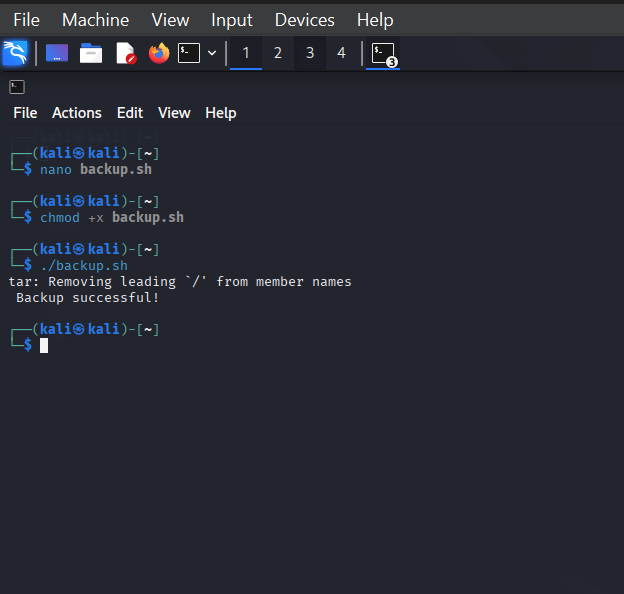 File Machine View Input Devices Help
1 2 3 4 3
File Actions Edit View Help
┌──(kali㉿kali)-[~]
└─$ nano backup.sh
┌──(kali㉿kali)-[~]
└─$ chmod +x backup.sh
┌──(kali㉿kali)-[~]
└─$ ./backup.sh
tar: Removing leading `/' from member names
Backup successful!
┌──(kali㉿kali)-[~]
└─$